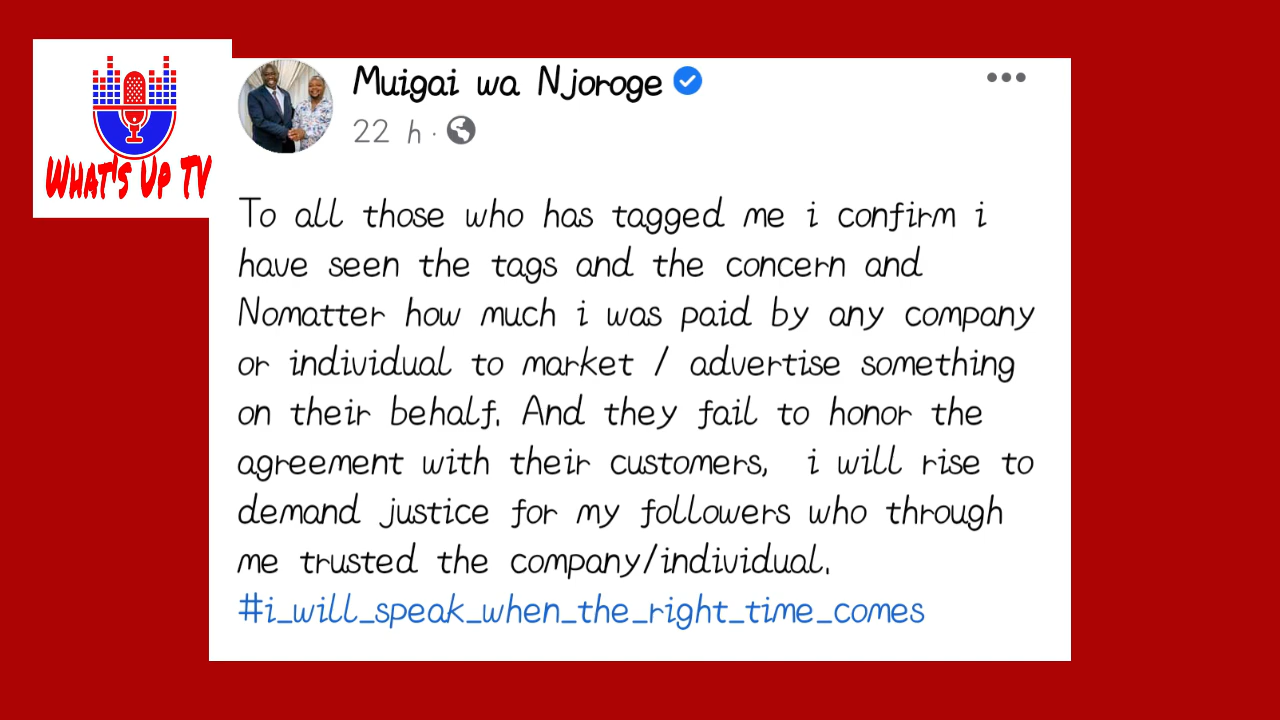 What's Up TV
Muigai wa Njoroge
22 h ·
To all those who has tagged me i confirm i
have seen the tags and the concern and
Nomatter how much i was paid by any company
or individual to market / advertise something
on their behalf. And they fail to honor the
agreement with their customers,  i will rise to
demand justice for my followers who through
me trusted the company/individual.
#i_will_speak_when_the_right_time_comes